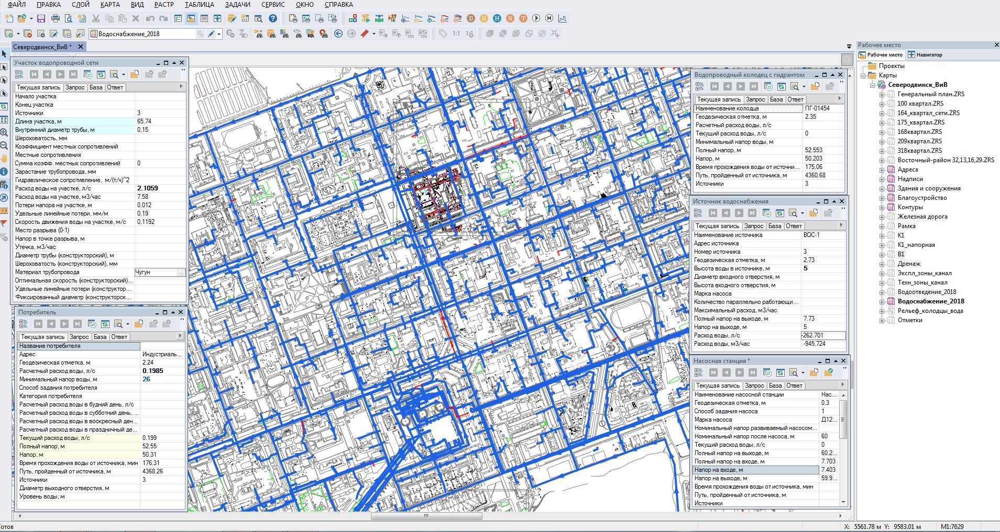 ФАЙЛ ПРАВКА СЛОЙ КАРТА ВИД РАСТР ТАБЛИЦА ЗАДАЧИ СЕРВИС ОКНО СПРАВКА
D G H S T
Водоснабжение_2018
SQL
1:1
Северодвинск_ВиВ *
Участок водопроводной сети
Текущая запись Запрос База Ответ
Начало участка
Конец участка
Источники 3
Длина участка, м 65.74
Внутренний диаметр трубы, м 0.15
Шероховатость, мм
Коэффициент местных сопротивлений
Местные сопротивления
Сумма коэфф. местных сопротивлений 0
Зарастание трубопровода, мм
Гидравлическое сопротивление, м/(т/ч)^2
Расход воды на участке, л/с 2.1059
Расход воды на участке, м3/час 7.58
Потери напора на участке, м 0.012
Удельные линейные потери, мм/м 0.19
Скорость движения воды на участке, м/с 0.1192
Место разрыва (0-1)
Напор в точке разрыва, м
Утечка, м3/час
Диаметр трубы (конструкторский), м
Шероховатость (конструкторский), мм
Материал трубопровода Чугун ...
Оптимальная скорость (конструкторский)...
Удельные линейные потери (конструктор...
Фиксированный диаметр (конструкторск...
Потребитель
Текущая запись Запрос База Ответ
Название потребителя
Адрес Индустриаль...
Геодезическая отметка, м 2.24
Расчетный расход воды, л/с 0.1985
Минимальный напор воды, м 26
Способ задания потребителя
Категория потребителя
Расчетный расход воды в будний день, л/с
Расчетный расход воды в субботний день, ...
Расчетный расход воды в воскресный ден...
Расчетный расход воды в праздничный де...
Текущий расход воды, л/с 0.199
Полный напор, м 52.55
Напор, м 50.31
Время прохождения воды от источника, мин 176.31
Путь, пройденный от источника, м 4368.26
Источники 3
Диаметр выходного отверстия, м
Уровень воды, м
Водопроводный колодец с гидрантом
Текущая запись Запрос База Ответ
Наименование колодца ПГ-01454
Геодезическая отметка, м 2.35
Расчетный расход воды, л/с
Текущий расход воды, л/с 0
Минимальный напор воды, м
Полный напор, м 52.553
Напор, м 50.203
Время прохождения воды от источни... 175.06
Путь, пройденный от источника, м 4360.68
Источники 3
Источник водоснабжения
Текущая запись Запрос База Ответ
Наименование источника ВОС-1
Адрес источника
Номер источника 3
Геодезическая отметка, м 2.73
Высота воды в источнике, м 5
Диаметр входного отверстия, м
Высота входного отверстия, м
Марка насоса
Количество параллельно работающи...
Максимальный расход, м3/час
Полный напор на выходе, м 7.73
Напор на выходе, м 5
Расход воды, л/с -262.701
Расход воды, м3/час -945.724
Насосная станция *
Текущая запись Запрос База Ответ
Наименование насосной станции Нас...
Геодезическая отметка, м 0.3
Способ задания насоса 1
Марка насоса Д12...
Номинальный напор развиваемый насосом...
Номинальный напор после насоса, м 60
Текущий расход воды, л/с 0
Полный напор на выходе, м 60.2...
Полный напор на входе, м 7.703
Напор на входе, м 7.403
Напор на выходе, м 59.9...
Время прохождения воды от источника, мин
Путь, пройденный от источника, м
Источники
Рабочее место
Рабочее место Навигатор
Проекты
Карты
Северодвинск_ВиВ
Генеральный план.ZRS
100 квартал.ZRS
164_квартал_сети.ZRS
175_квартал.ZRS
168квартал.ZRS
209квартал.ZRS
318квартал.ZRS
Восточный-район 32,13,16,29.ZRS
Адреса
Надписи
Здания и сооружения
Благоустройство
Контуры
Железная дорога
Рамка
К1
К1_напорная
В1
Дренаж
Экспл_зоны_канал
Техн_зоны_канал
Водоотведение_2018
Водоснабжение_2018
Рельеф_колодцы_вода
Отметки
Готов
X: 5561.78 м Y: 9583.01 м М1:7629